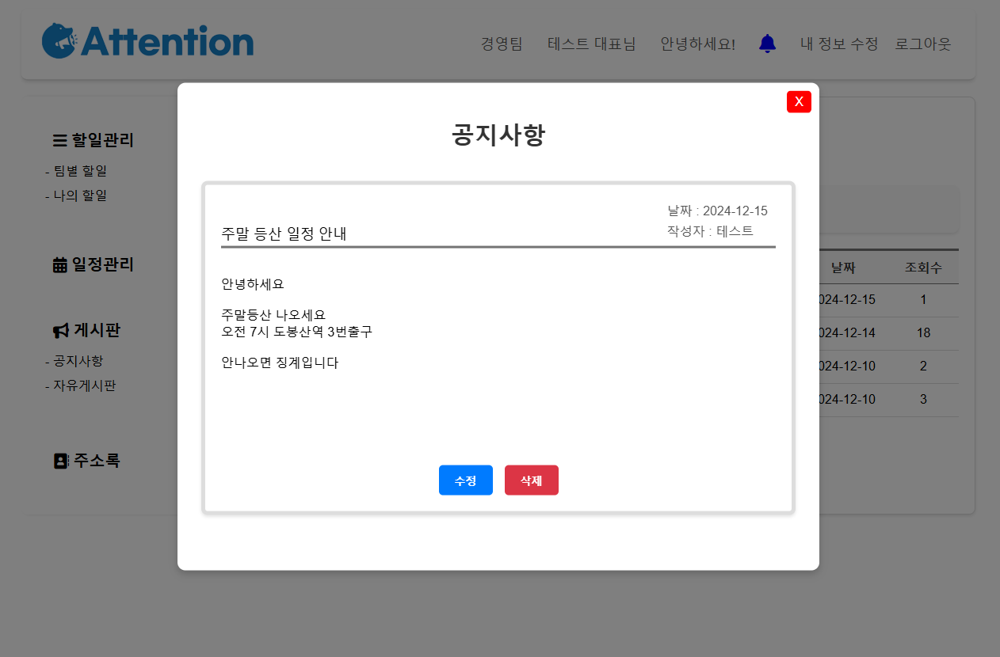 Attention
경영팀 테스트 대표님 안녕하세요! 내 정보 수정 로그아웃
할일관리
- 팀별 할일
- 나의 할일
일정관리
게시판
- 공지사항
- 자유게시판
주소록
X
공지사항
날짜 : 2024-12-15
작성자 : 테스트
주말 등산 일정 안내
안녕하세요
주말등산 나오세요
오전 7시 도봉산역 3번출구
안나오면 징계입니다
수정 삭제
날짜 조회수
024-12-15 1
024-12-14 18
024-12-10 2
024-12-10 3